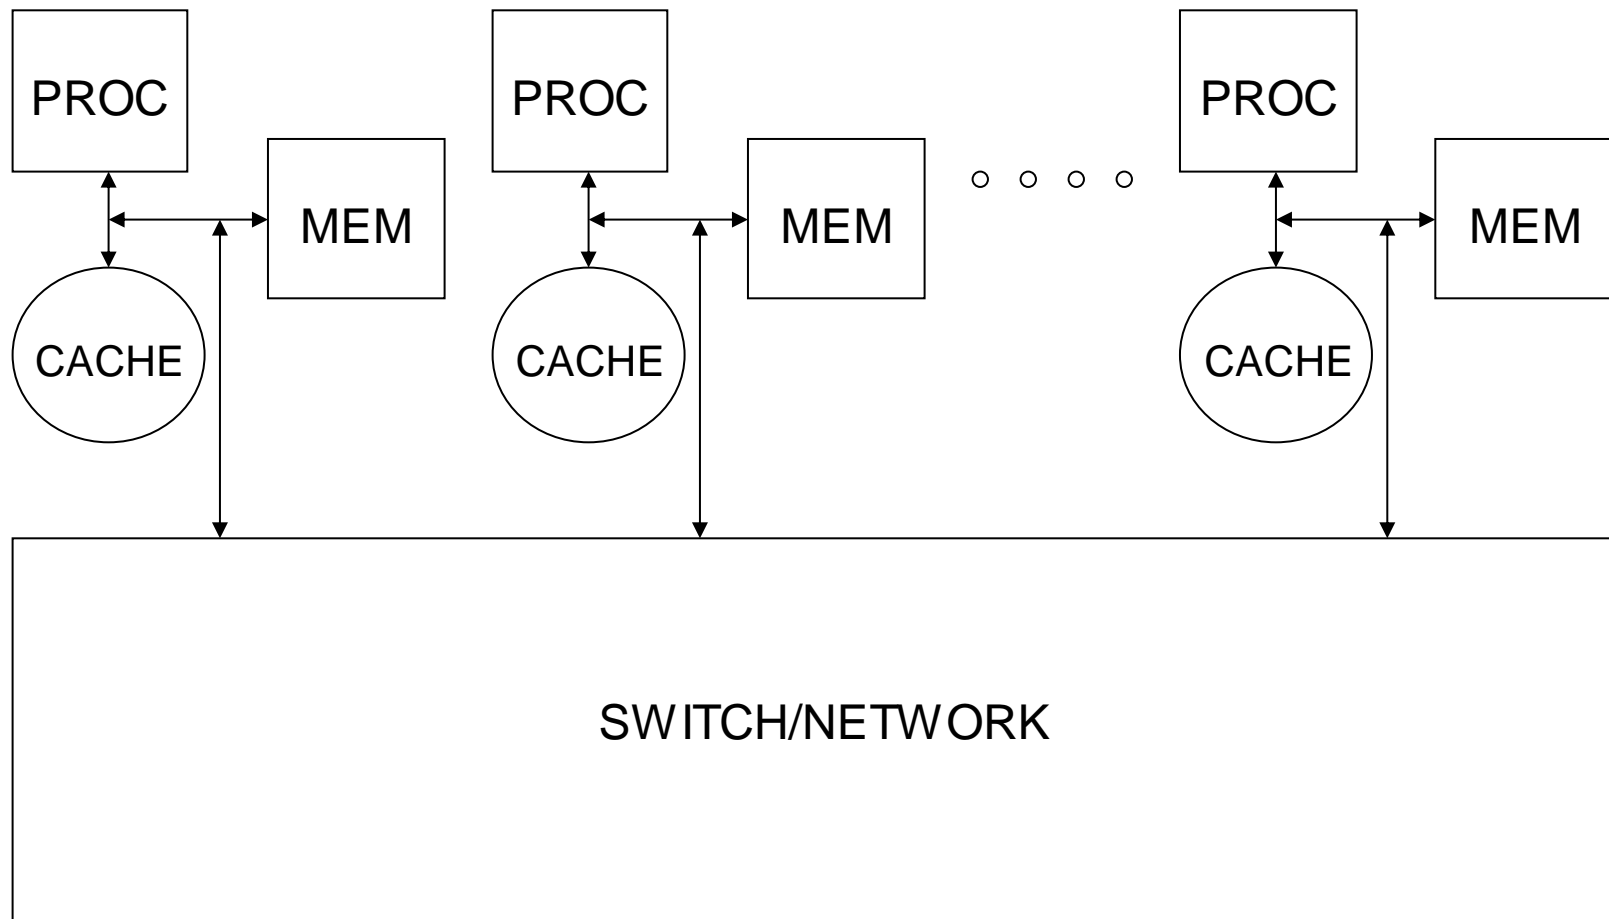 PROC
MEM
CACHE
PROC
MEM
CACHE
PROC
MEM
CACHE
SWITCH/NETWORK